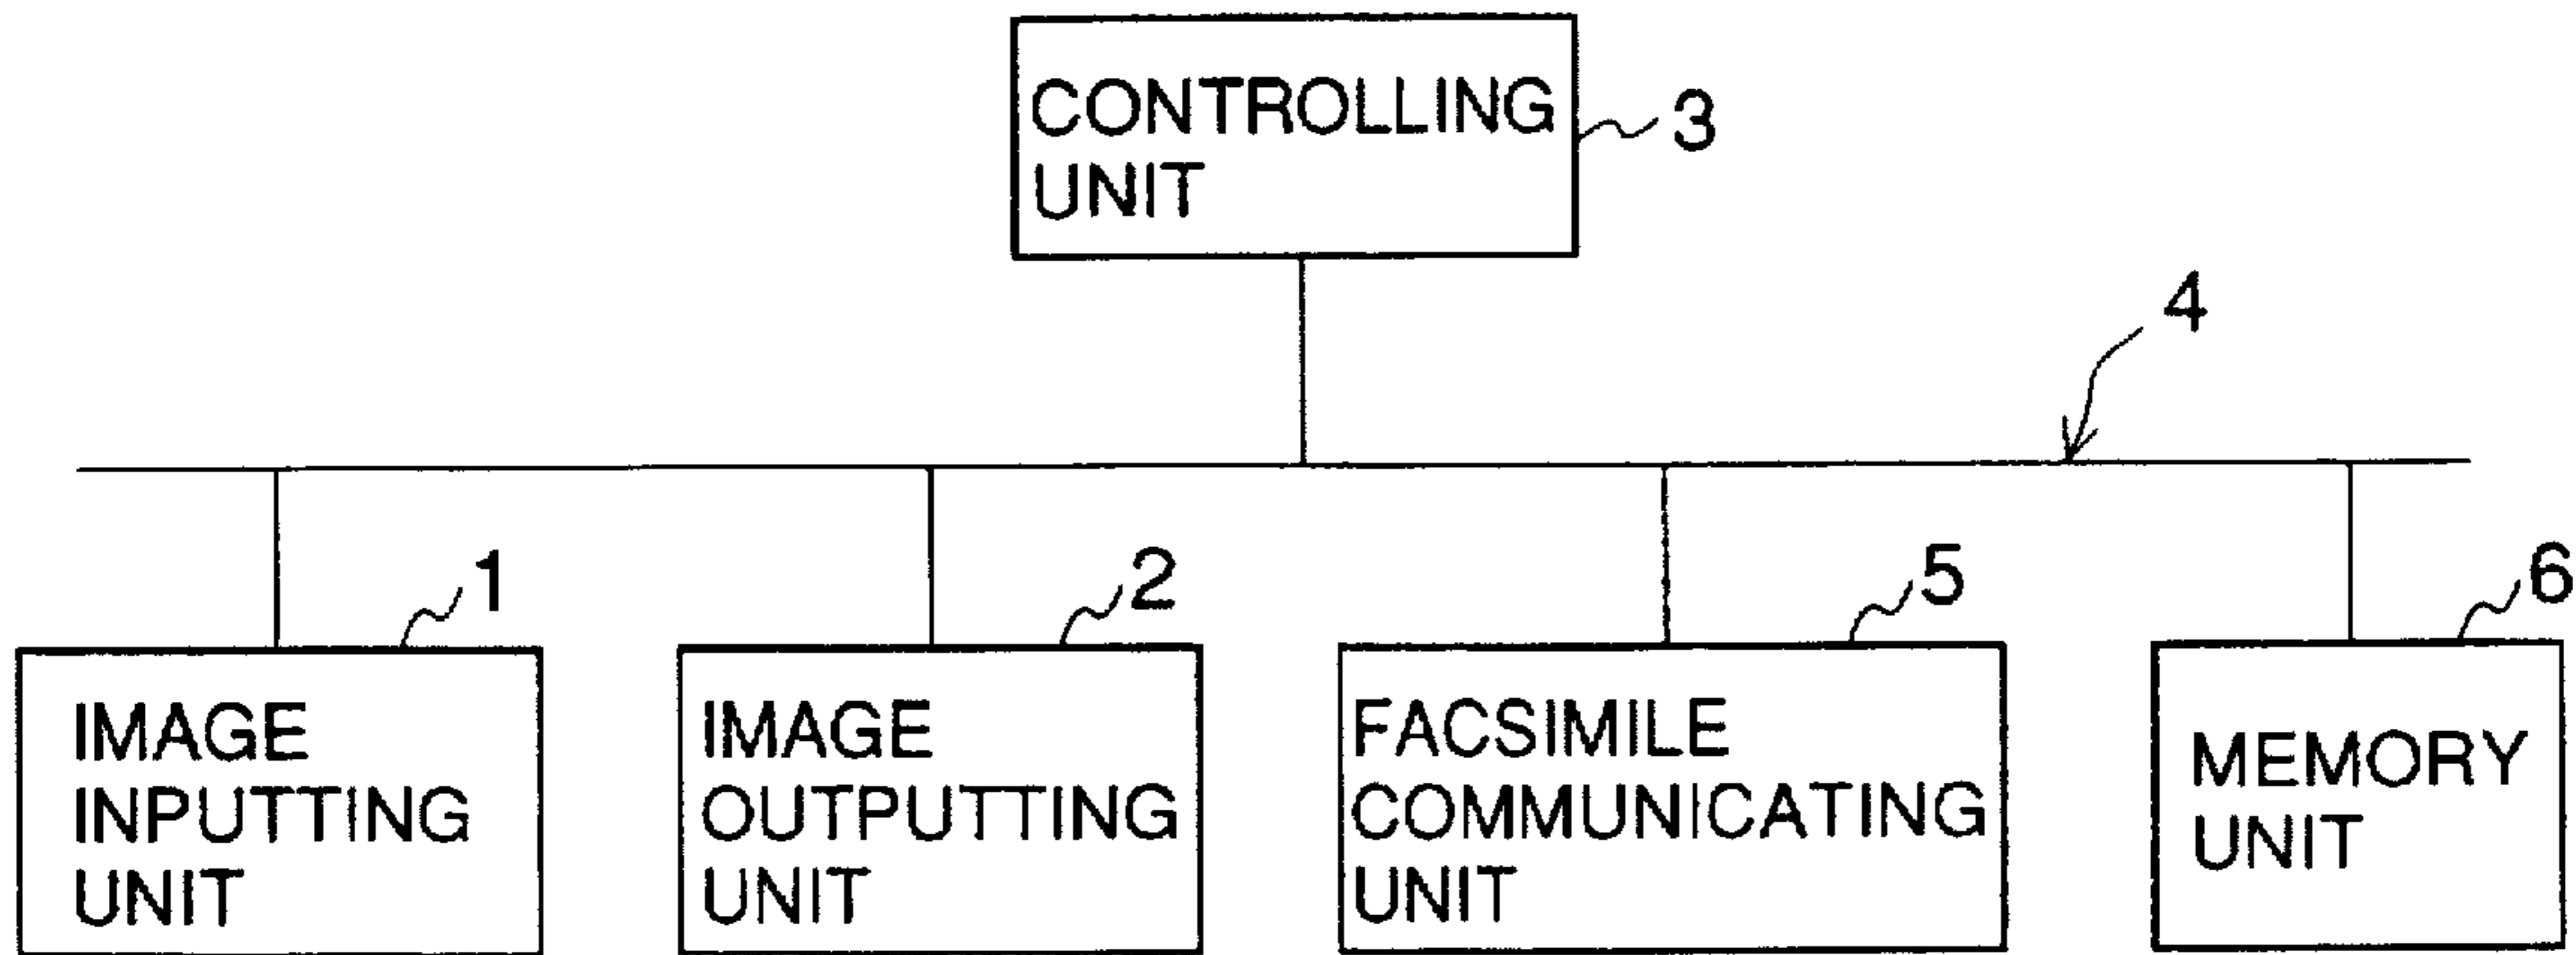 CONTROLLING
UNIT
3
4
1
2
5
6
IMAGE
INPUTTING
UNIT
IMAGE
OUTPUTTING
UNIT
FACSIMILE
COMMUNICATING
UNIT
MEMORY
UNIT